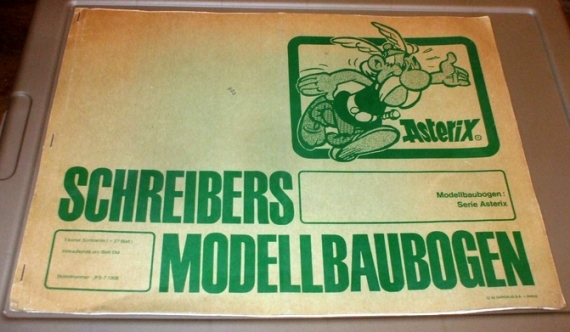 Asterix
SCHREIBERS
Modellbaubogen:
Serie Asterix
MODELLBAUBOGEN